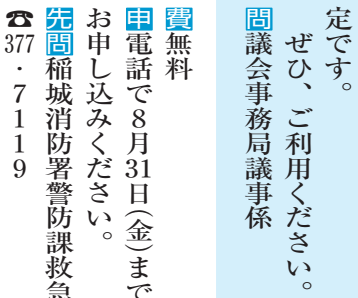 定です。
ぜひ、ご利用ください。
問議会事務局議事係
費無料
申電話で8月31日(金)まで
お申し込みください。
先問稲城消防署警防課救急
☎377・7119